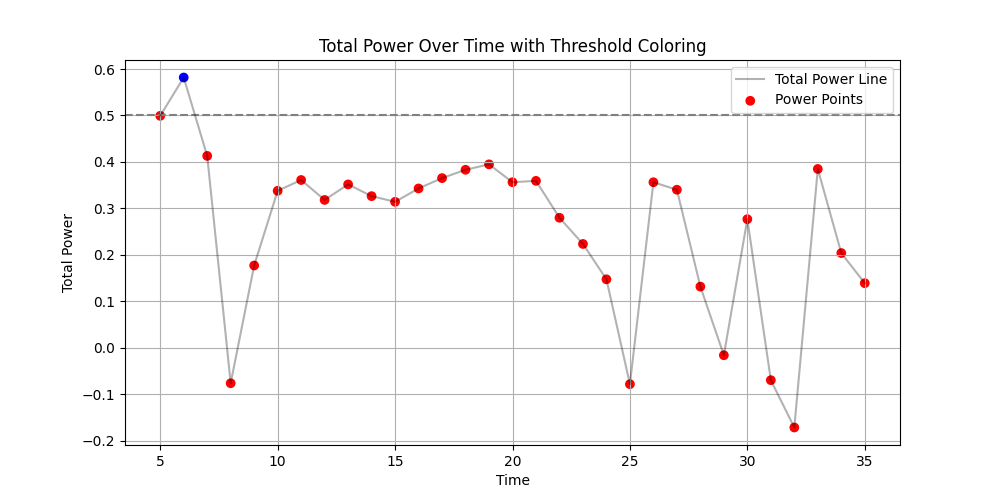 Total Power Over Time with Threshold Coloring
Total Power Line
Power Points
Total Power
0.6
0.5
0.4
0.3
0.2
0.1
0.0
−0.1
−0.2
5 10 15 20 25 30 35
Time